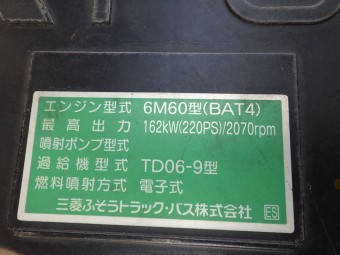 エンジン型式 6M60型(BAT4)
最高出力 162kW(220PS)/2070rpm
噴射ポンプ型式
過給機型式 TD06-9型
燃料噴射方式 電子式
三菱ふそうトラック・バス株式会社 ES